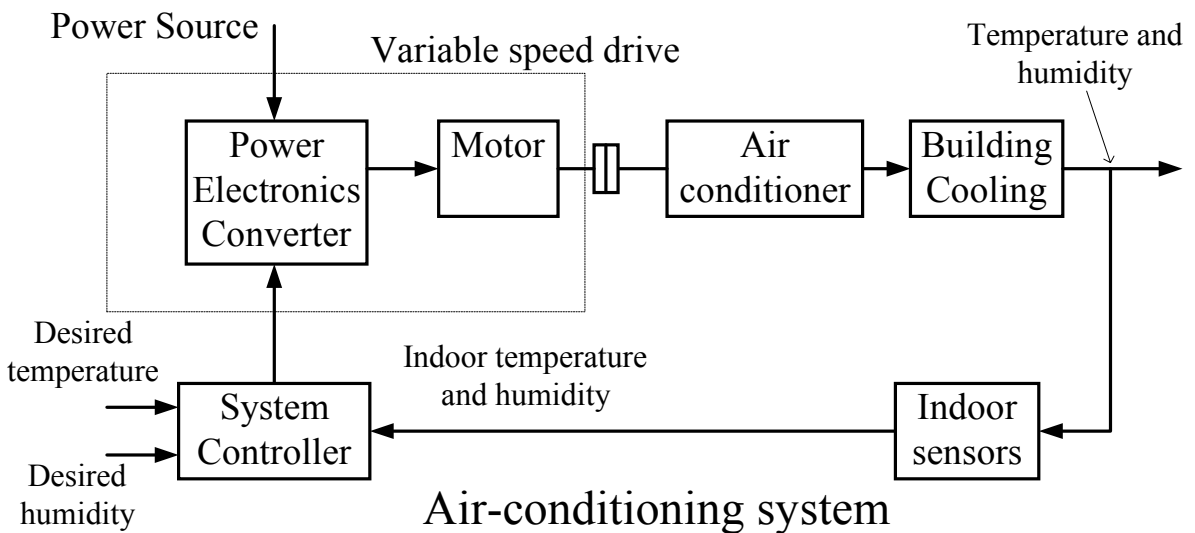 Power Source
Variable speed drive
Temperature and
humidity
Power
Electronics
Converter
Motor
Air
conditioner
Building
Cooling
Desired
temperature
Indoor temperature
and humidity
System
Controller
Indoor
sensors
Desired
humidity
Air-conditioning system